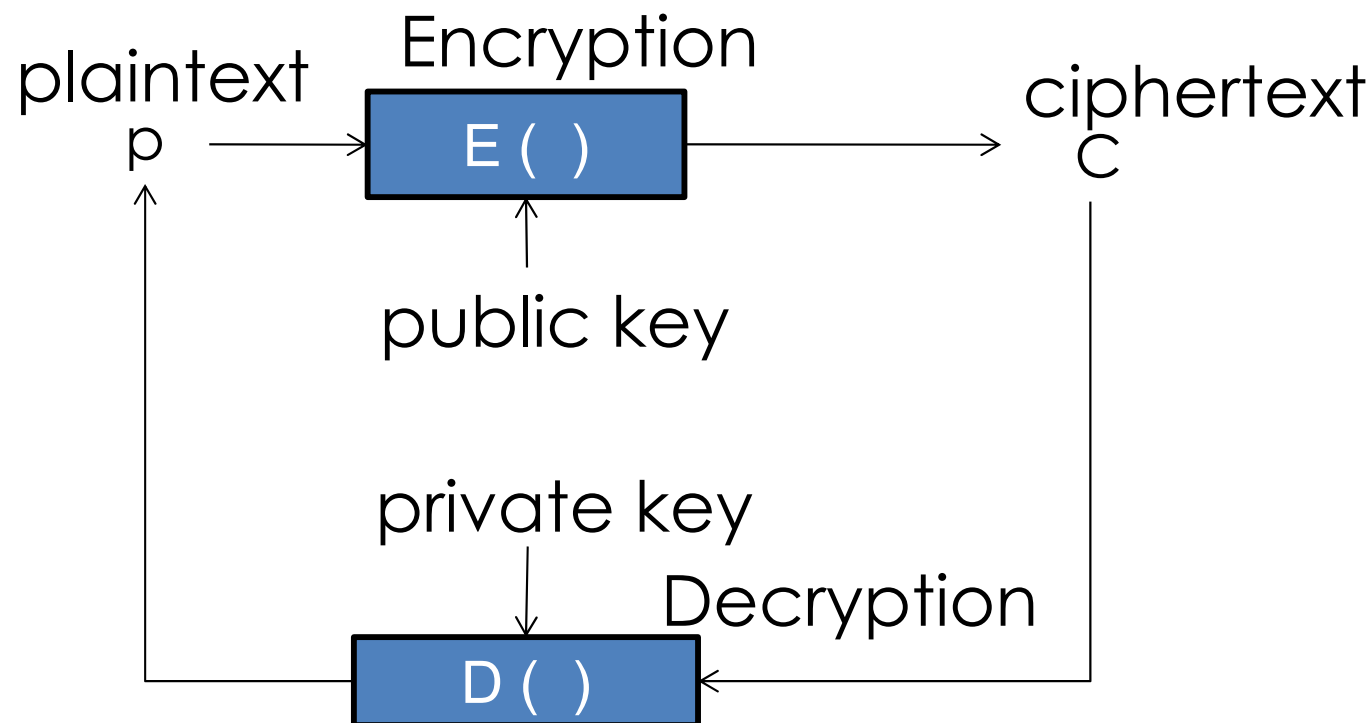 Encryption
plaintext
p
E ( )
ciphertext
C
public key
private key
Decryption
D ( )